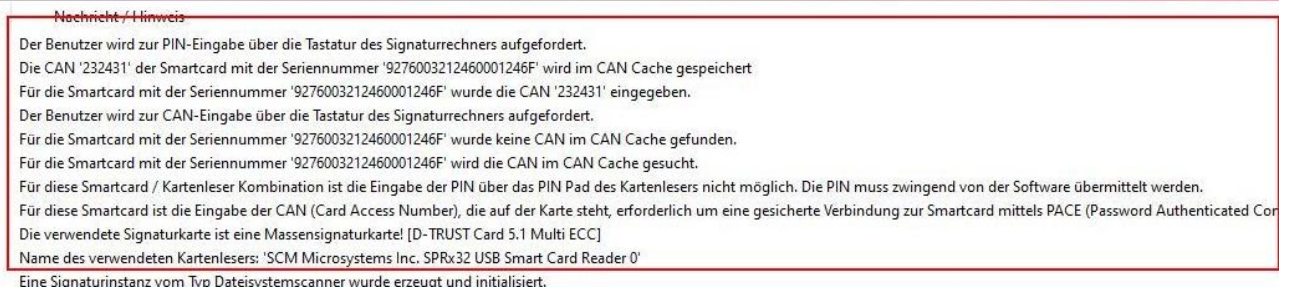 Nachricht / Hinweis
Der Benutzer wird zur PIN-Eingabe über die Tastatur des Signaturrechners aufgefordert.
Die CAN '232431' der Smartcard mit der Seriennummer '9276003212460001246F' wird im CAN Cache gespeichert
Für die Smartcard mit der Seriennummer '9276003212460001246F' wurde die CAN '232431' eingegeben.
Der Benutzer wird zur CAN-Eingabe über die Tastatur des Signaturrechners aufgefordert.
Für die Smartcard mit der Seriennummer '9276003212460001246F' wurde keine CAN im CAN Cache gefunden.
Für die Smartcard mit der Seriennummer '9276003212460001246F' wird die CAN im CAN Cache gesucht.
Für diese Smartcard / Kartenleser Kombination ist die Eingabe der PIN über das PIN Pad des Kartenlesers nicht möglich. Die PIN muss zwingend von der Software übermittelt werden.
Für diese Smartcard ist die Eingabe der CAN (Card Access Number), die auf der Karte steht, erforderlich um eine gesicherte Verbindung zur Smartcard mittels PACE (Password Authenticated Con
Die verwendete Signaturkarte ist eine Massensignaturkarte! [D-TRUST Card 5.1 Multi ECC]
Name des verwendeten Kartenlesers: 'SCM Microsystems Inc. SPRx32 USB Smart Card Reader 0'
Eine Signaturinstanz vom Typ Dateisystemscanner wurde erzeugt und initialisiert.